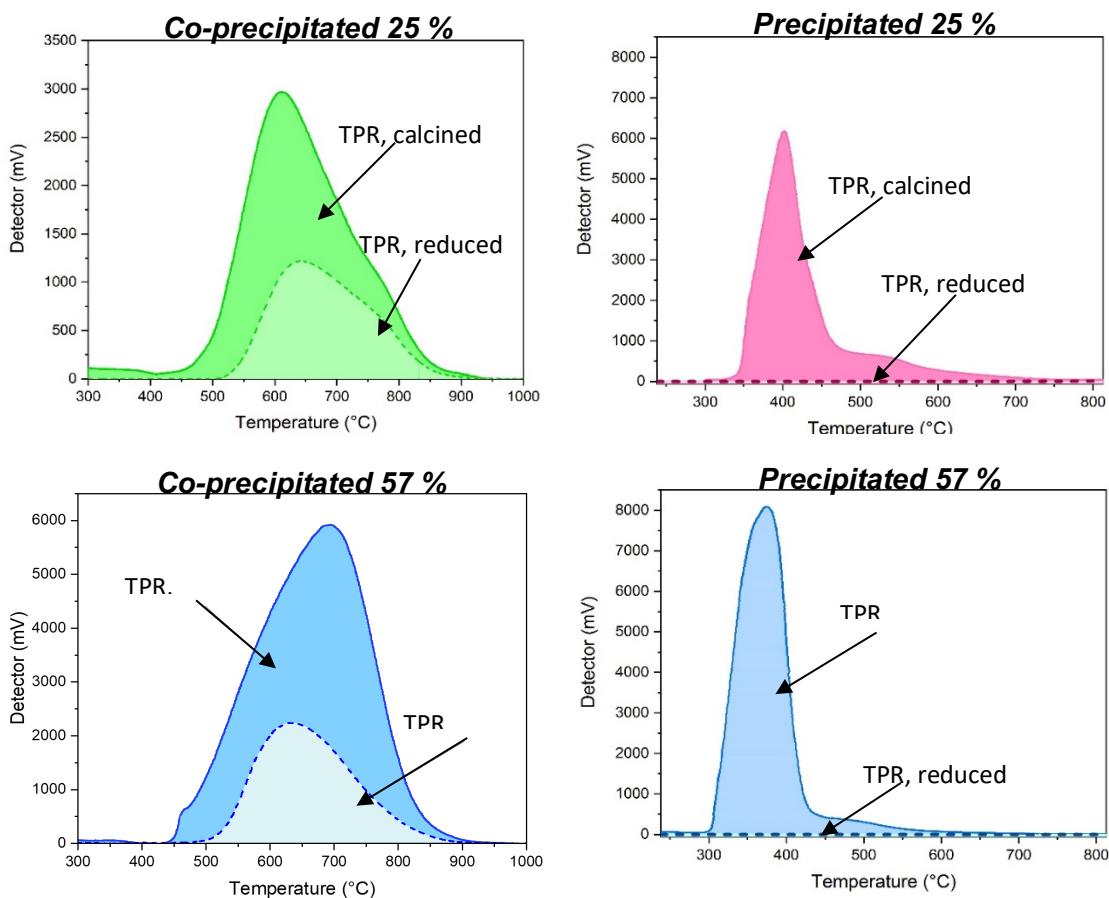 Co-precipitated 25 %
3500
3000
2500
2000
1500
1000
500
0
Detector (mV)
TPR, calcined
TPR, reduced
300 400 500 600 700 800 900 1000
Temperature (°C)
Precipitated 25 %
8000
7000
6000
5000
4000
3000
2000
1000
0
Detector (mV)
TPR, calcined
TPR, reduced
300 400 500 600 700 800
Temperature (°C)
Co-precipitated 57 %
6000
5000
4000
3000
2000
1000
0
Detector (mV)
TPR.
TPR
300 400 500 600 700 800 900 1000
Temperature (°C)
Precipitated 57 %
8000
7000
6000
5000
4000
3000
2000
1000
0
Detector (mV)
TPR
TPR, reduced
300 400 500 600 700 800
Temperature (°C)